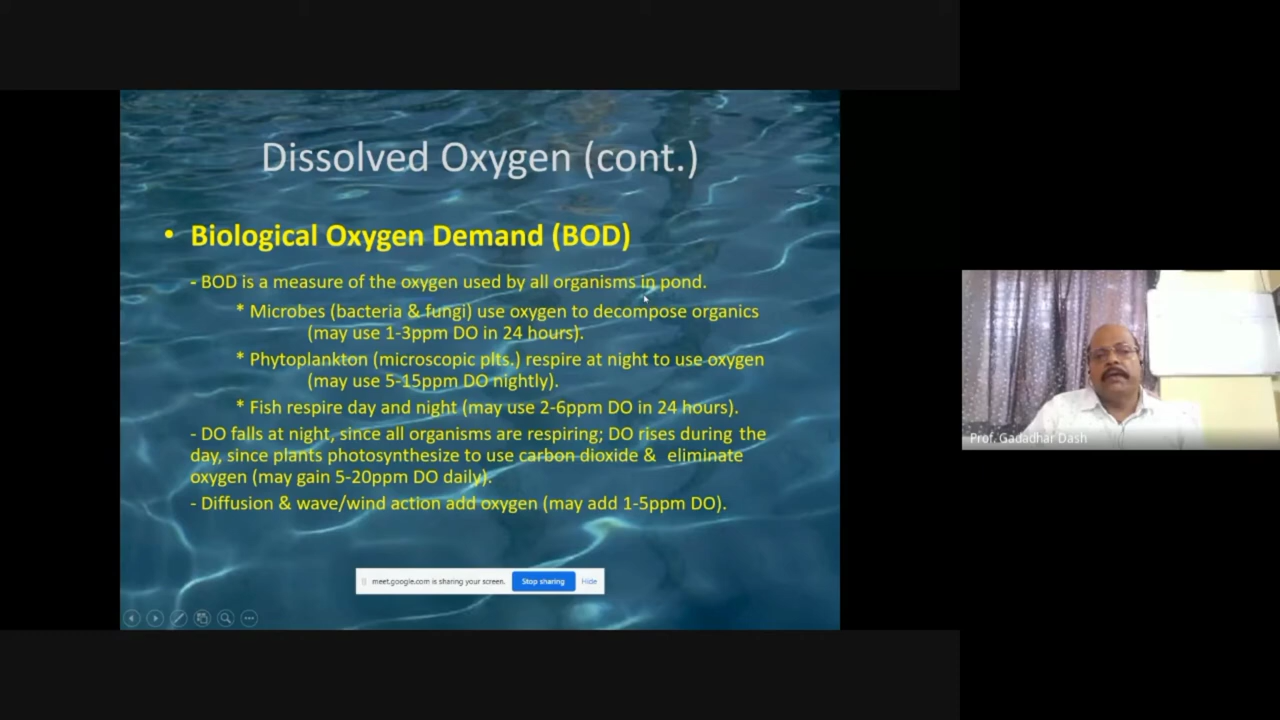 Dissolved Oxygen (cont.)
• Biological Oxygen Demand (BOD)
- BOD is a measure of the oxygen used by all organisms in pond.
* Microbes (bacteria & fungi) use oxygen to decompose organics
(may use 1-3ppm DO in 24 hours).
* Phytoplankton (microscopic plts.) respire at night to use oxygen
(may use 5-15ppm DO nightly).
* Fish respire day and night (may use 2-6ppm DO in 24 hours).
- DO falls at night, since all organisms are respiring; DO rises during the
day, since plants photosynthesize to use carbon dioxide & eliminate
oxygen (may gain 5-20ppm DO daily).
- Diffusion & wave/wind action add oxygen (may add 1-5ppm DO).
meet.google.com is sharing your screen. Stop sharing Hide
Prof. Gadadhar Dash